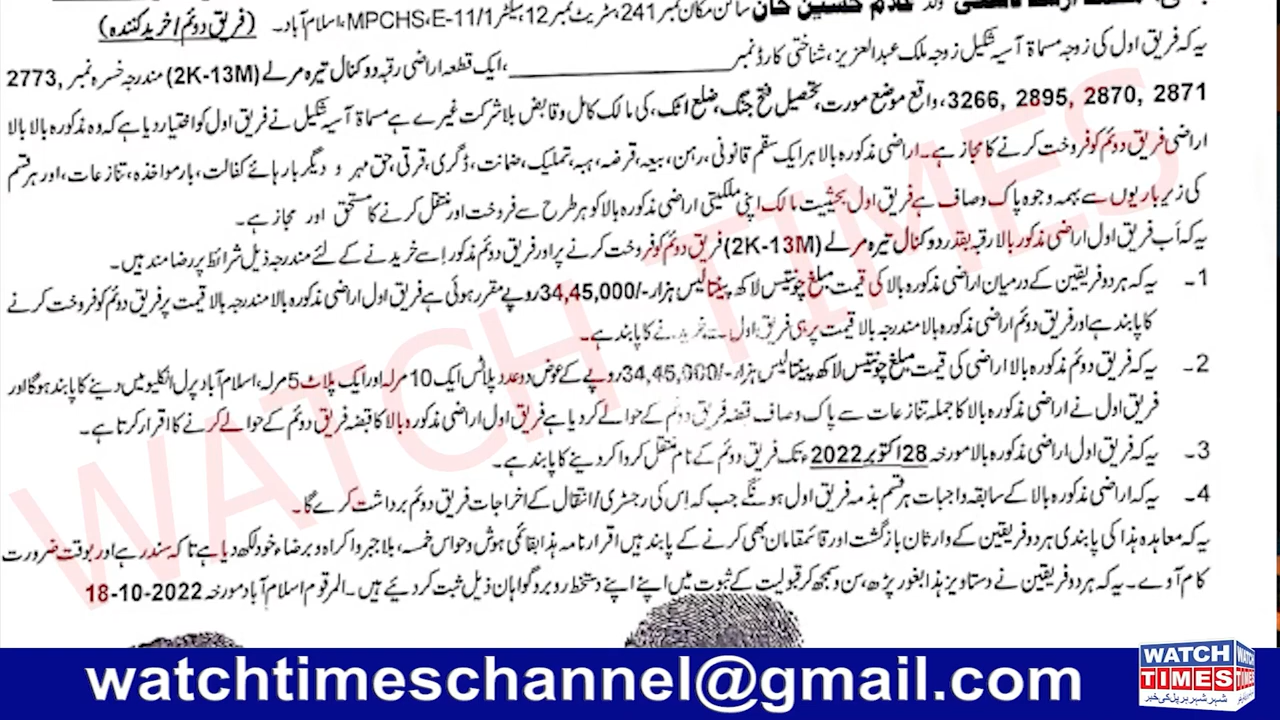 ولد غلام حسین خان ساکن مکان نمبر 241، سٹریٹ نمبر 12، سیکٹر MPCHS، E-11/1، اسلام آباد۔ (فریق دوئم/خرید کنندہ)
یہ کہ فریق اول کی زوجہ مسماۃ آسیہ شکیل زوجہ ملک عبدالعزیز، شناختی کارڈ نمبر ____________، ایک قطعہ اراضی رقبہ دو کنال تیرہ مرلے (2K-13M) مندرجہ خسرہ نمبر 2773,
2871 ,2870 ,2895 ,3266، واقع موضع مورت، تحصیل فتح جنگ، ضلع اٹک، کی مالک کامل و قابض بلا شرکت غیرے ہے مسماۃ آسیہ شکیل نے فریق اول کو اختیار دیا ہے کہ وہ مذکورہ بالا بالا
اراضی فریق دوئم کو فروخت کرنے کا مجاز ہے۔ اراضی مذکورہ بالا ہر ایک سقم قانونی، رہن، بیعہ، قرضہ، ہبہ، تملیک، ضمانت، ڈگری، قرقی، حق مہر و دیگر بار ہائے کفالت، بار مواخذہ، تنازعات، اور ہر قسم
کی زیر باریوں سے بہمہ وجوہ پاک و صاف ہے فریق اول بحیثیت مالک اپنی ملکیتی اراضی مذکورہ بالا کو ہر طرح سے فروخت اور منتقل کرنے کا مستحق اور مجاز ہے۔
یہ کہ اب فریق اول اراضی مذکور بالا رقبہ بقدر دو کنال تیرہ مرلے (2K-13M) فریق دوئم کو فروخت کرنے پر اور فریق دوئم مذکور اسے خریدنے کے لئے مندرجہ ذیل شرائط پر رضا مند ہیں۔
1۔ یہ کہ ہر دو فریقین کے درمیان اراضی مذکورہ بالا کی قیمت مبلغ چونتیس لاکھ پینتالیس ہزار -/34,45,000 روپے مقرر ہوئی ہے فریق اول اراضی مذکورہ بالا مندرجہ بالا قیمت پر فریق دوئم کو فروخت کرنے
کا پابند ہے اور فریق دوئم اراضی مذکورہ بالا مندرجہ بالا قیمت پر ہی فریق اول سے خریدنے کا پابند ہے۔
2۔ یہ کہ فریق دوئم مذکورہ بالا اراضی کی قیمت مبلغ چونتیس لاکھ پینتالیس ہزار -/34,45,000 روپے کے عوض دو عدد پلاٹس ایک 10 مرلہ اور ایک پلاٹ 5 مرلہ، اسلام آباد پرل انکلیو میں دینے کا پابند ہوگا اور
فریق اول نے اراضی مذکورہ بالا کا جملہ تنازعات سے پاک و صاف قبضہ فریق دوئم کے حوالے کر دیا ہے فریق اول اراضی مذکورہ بالا کا قبضہ فریق دوئم کے حوالے کرنے کا اقرار کرتا ہے۔
3۔ یہ کہ فریق اول اراضی مذکورہ بالا مورخہ 28 اکتوبر 2022ء تک فریق دوئم کے نام منتقل کروا کر دینے کا پابند ہے۔
4۔ یہ کہ اراضی مذکورہ بالا کے سابقہ واجبات ہر قسم بذمہ فریق اول ہونگے جب کہ اس کی رجسٹری/انتقال کے اخراجات فریق دوئم برداشت کرے گا۔
یہ کہ معاہدہ ہذا کی پابندی ہر دو فریقین کے وارثان بازگشت اور قائمقامان بھی کرنے کے پابند ہیں اقرار نامہ ہذا بقائمی ہوش و حواس خمسہ، بلا جبر و اکراہ و برضاء خود لکھ دیا ہے تاکہ سند رہے اور بوقت ضرورت
کام آوے۔ یہ کہ ہر دو فریقین نے دستاویز ہذا بغور پڑھ، سن و سمجھ کر قبولیت کے ثبوت میں اپنے اپنے دستخط روبرو گواہان ذیل ثبت کر دیئے ہیں۔ المرقوم اسلام آباد مورخہ 18-10-2022
WATCH TIMES
watchtimeschannel@gmail.com
WATCH
TIMES
شہر شہر ہر پل کی خبر